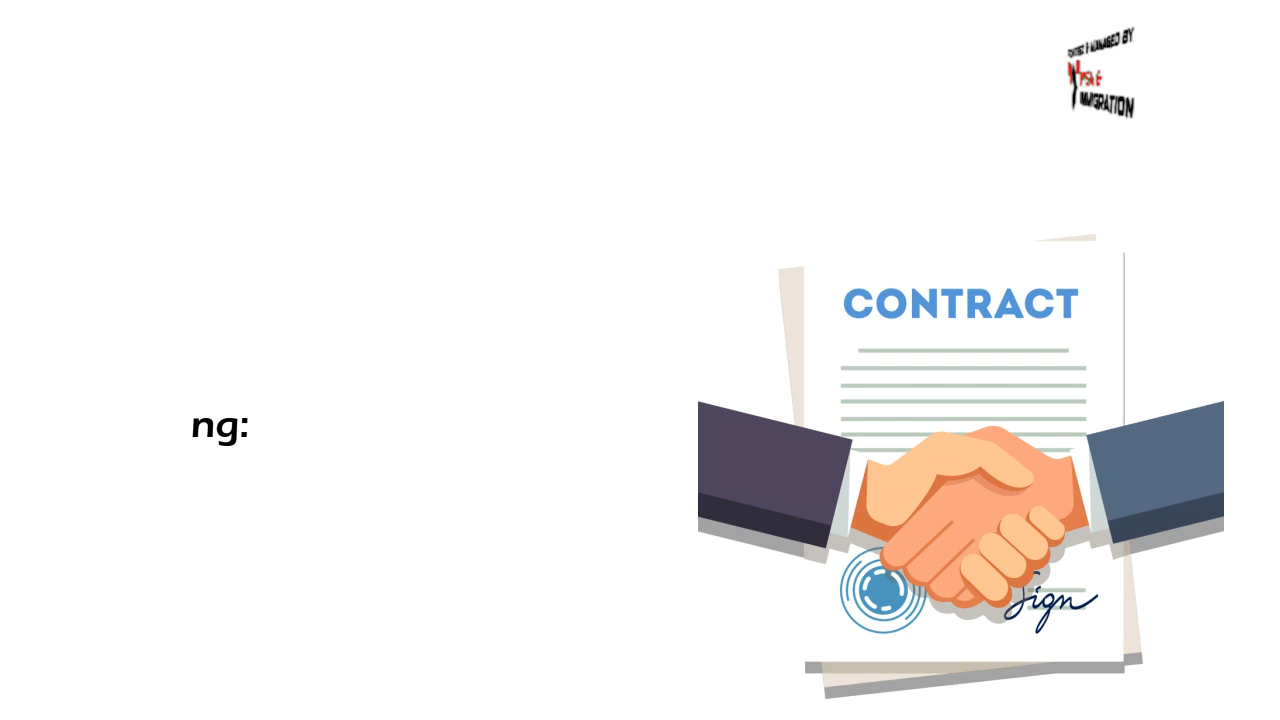 & MANAGED BY
IMMIGRATION
CONTRACT
ng:
Sign